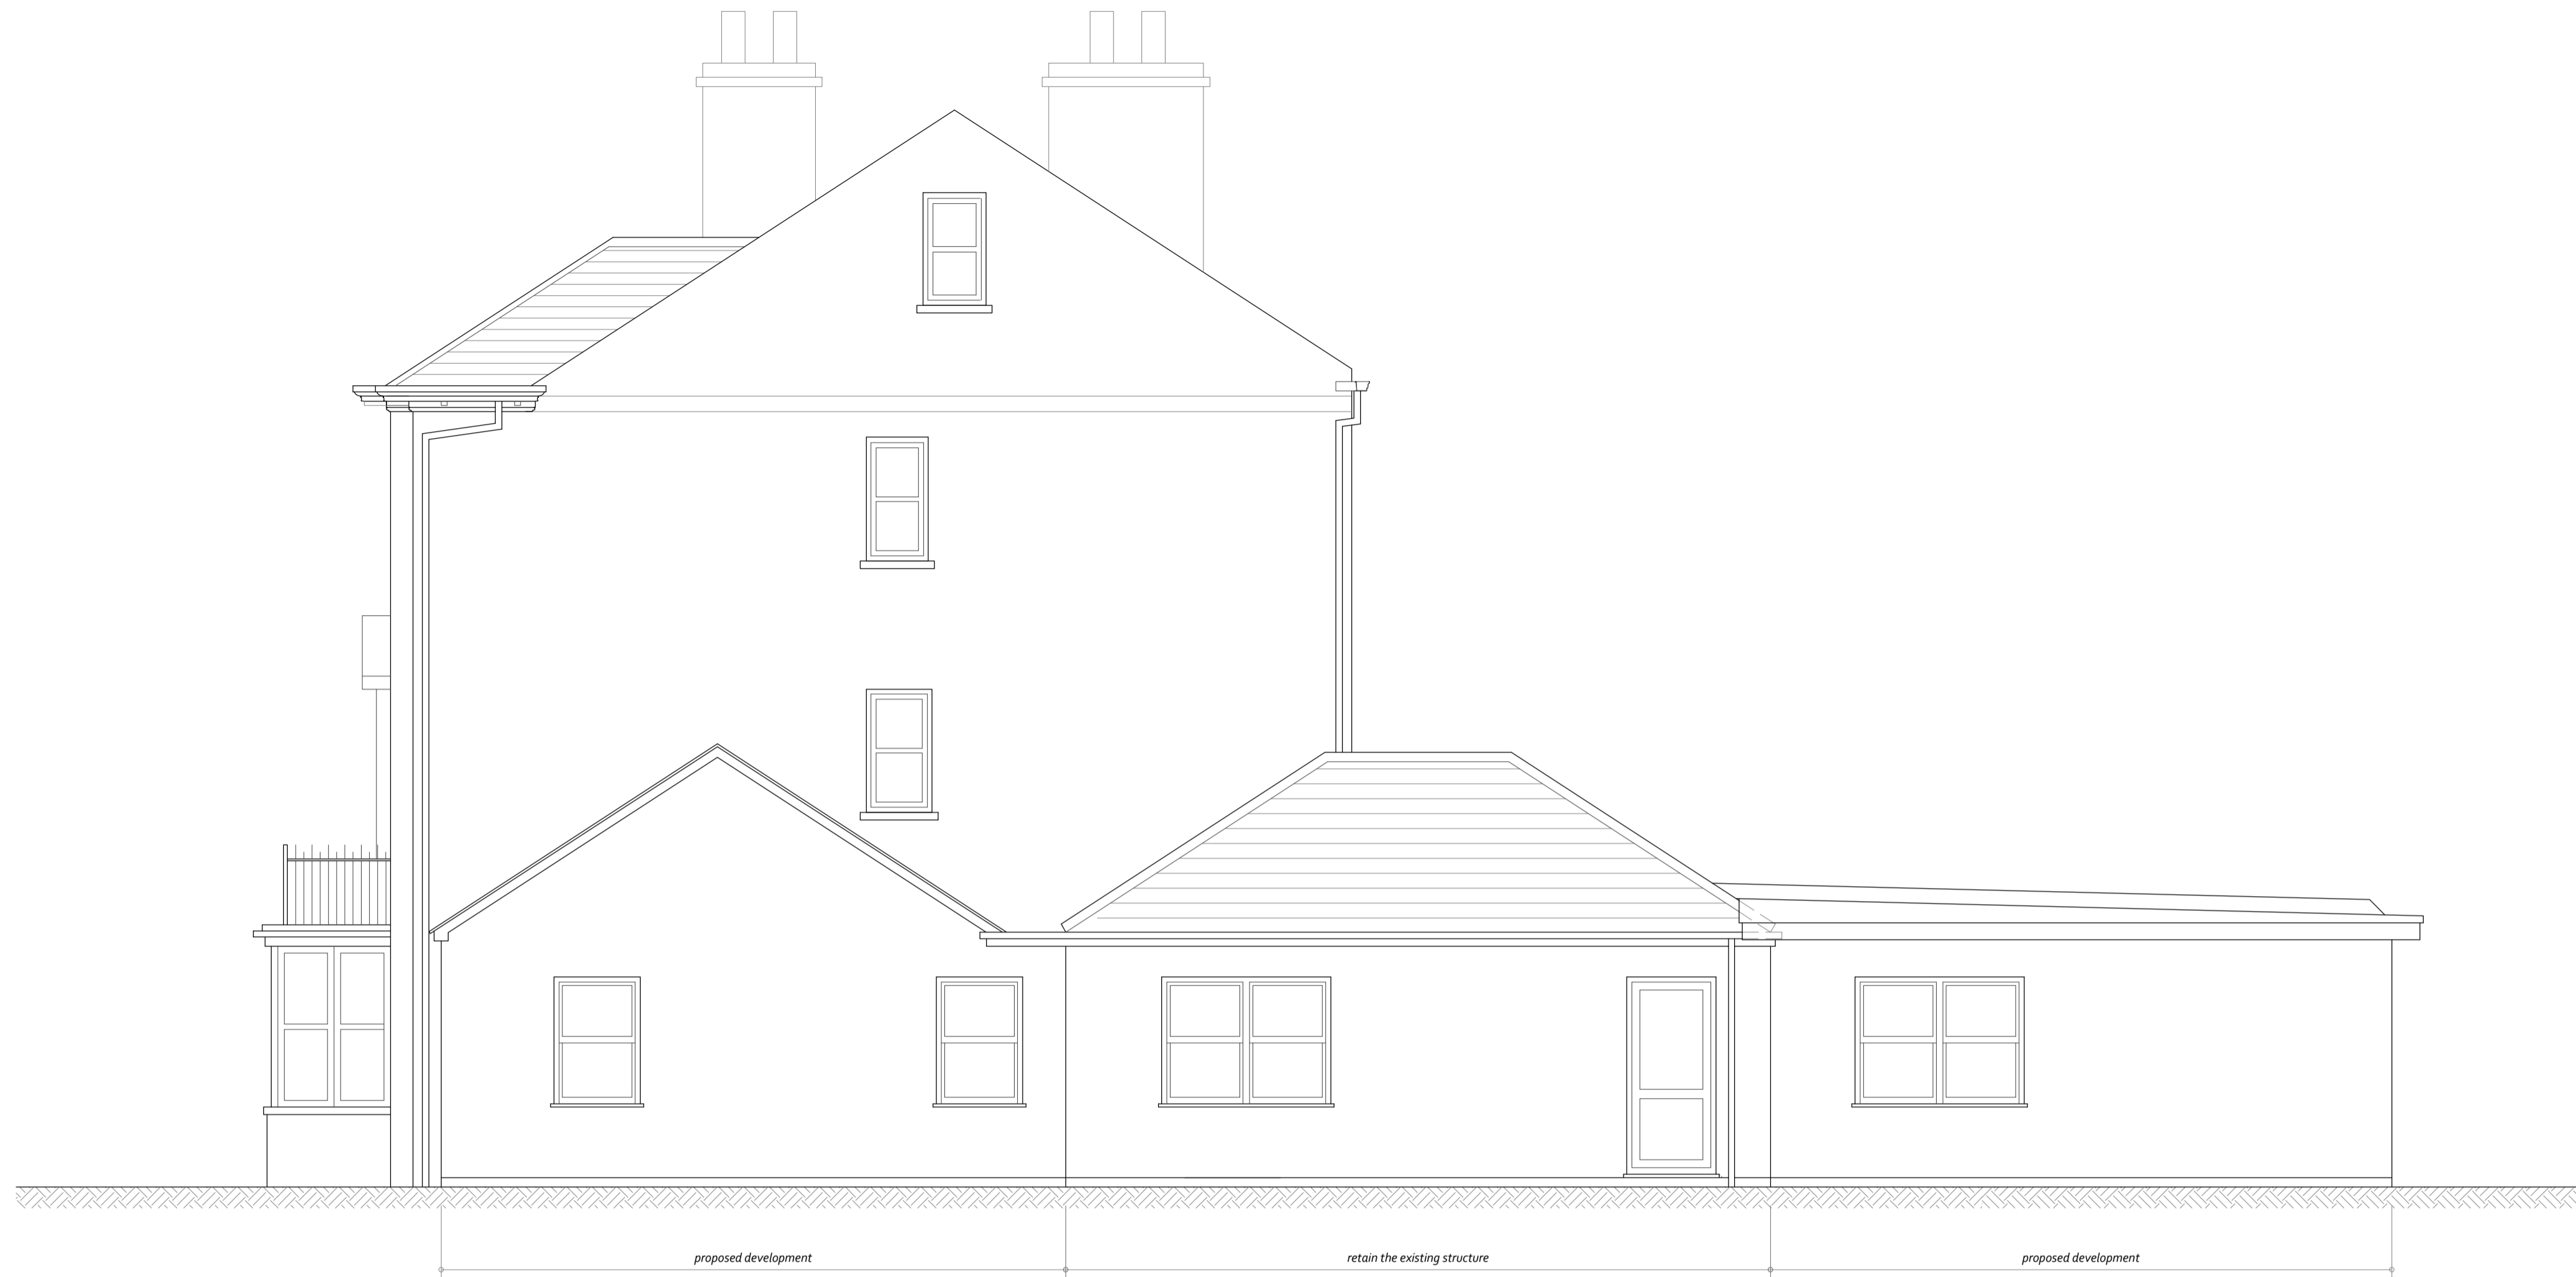 proposed development
retain the existing structure
proposed development